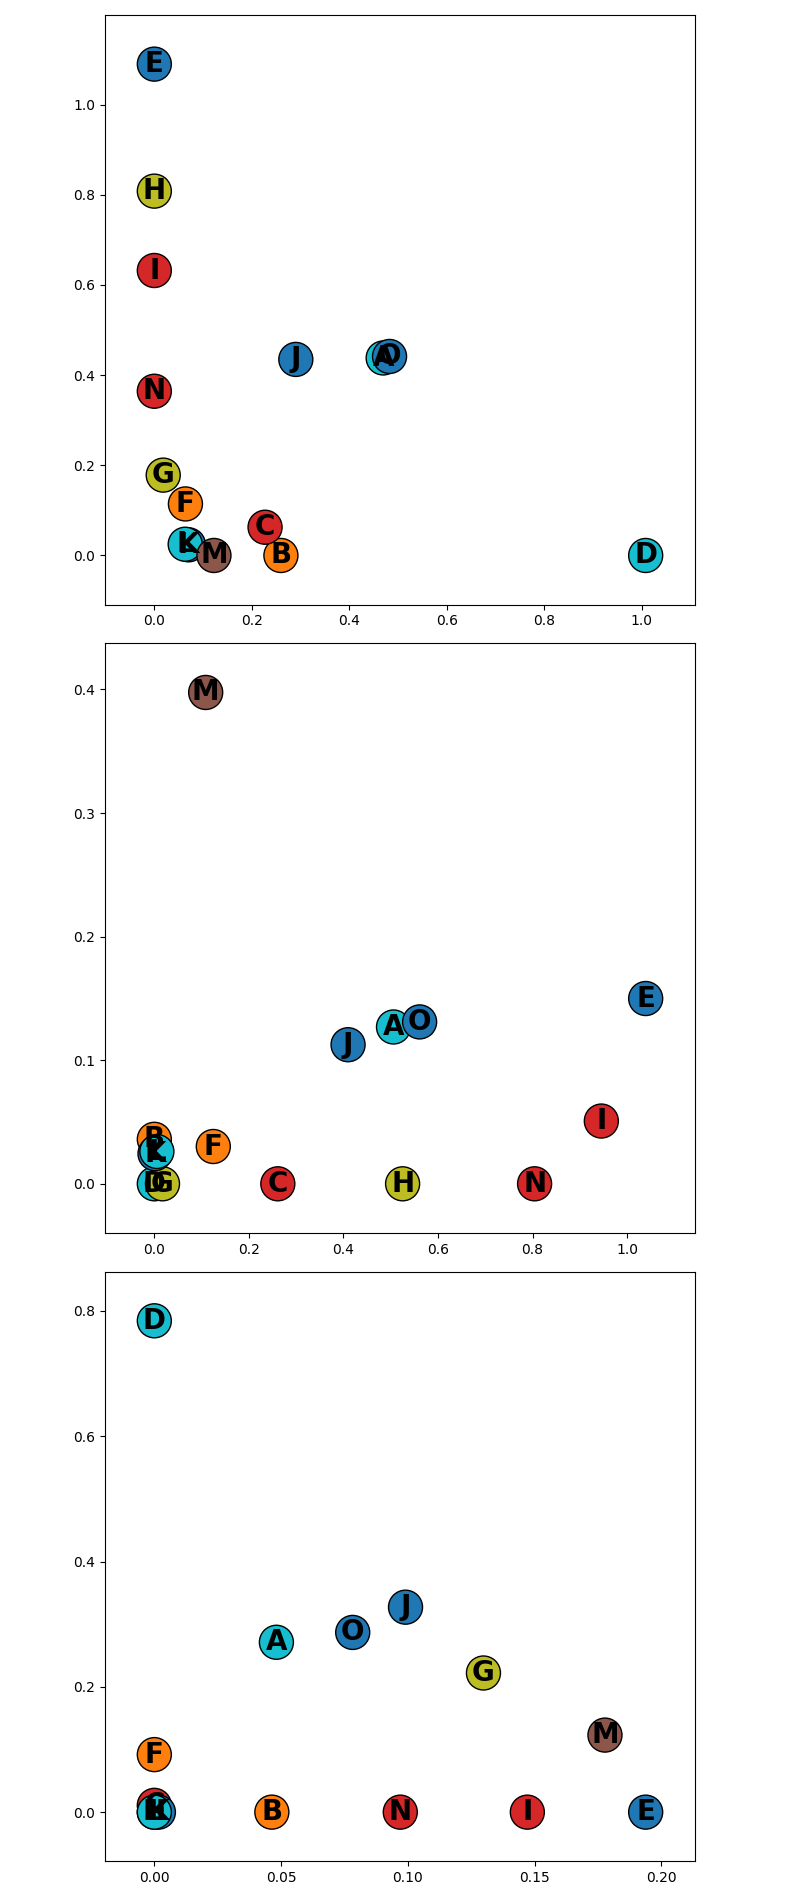 E
1.0
0.8 H
0.6 I
J A O
0.4 N
0.2 G
F
C
K M B D
0.0
0.0 0.2 0.4 0.6 0.8 1.0
0.4 M
0.3
0.2
E
J A O
0.1
I
B
K F
0.0 D G C H N
0.0 0.2 0.4 0.6 0.8 1.0
0.8 D
0.6
0.4
J
O
A
0.2 G
M
F
0.0 K B N I E
0.00 0.05 0.10 0.15 0.20